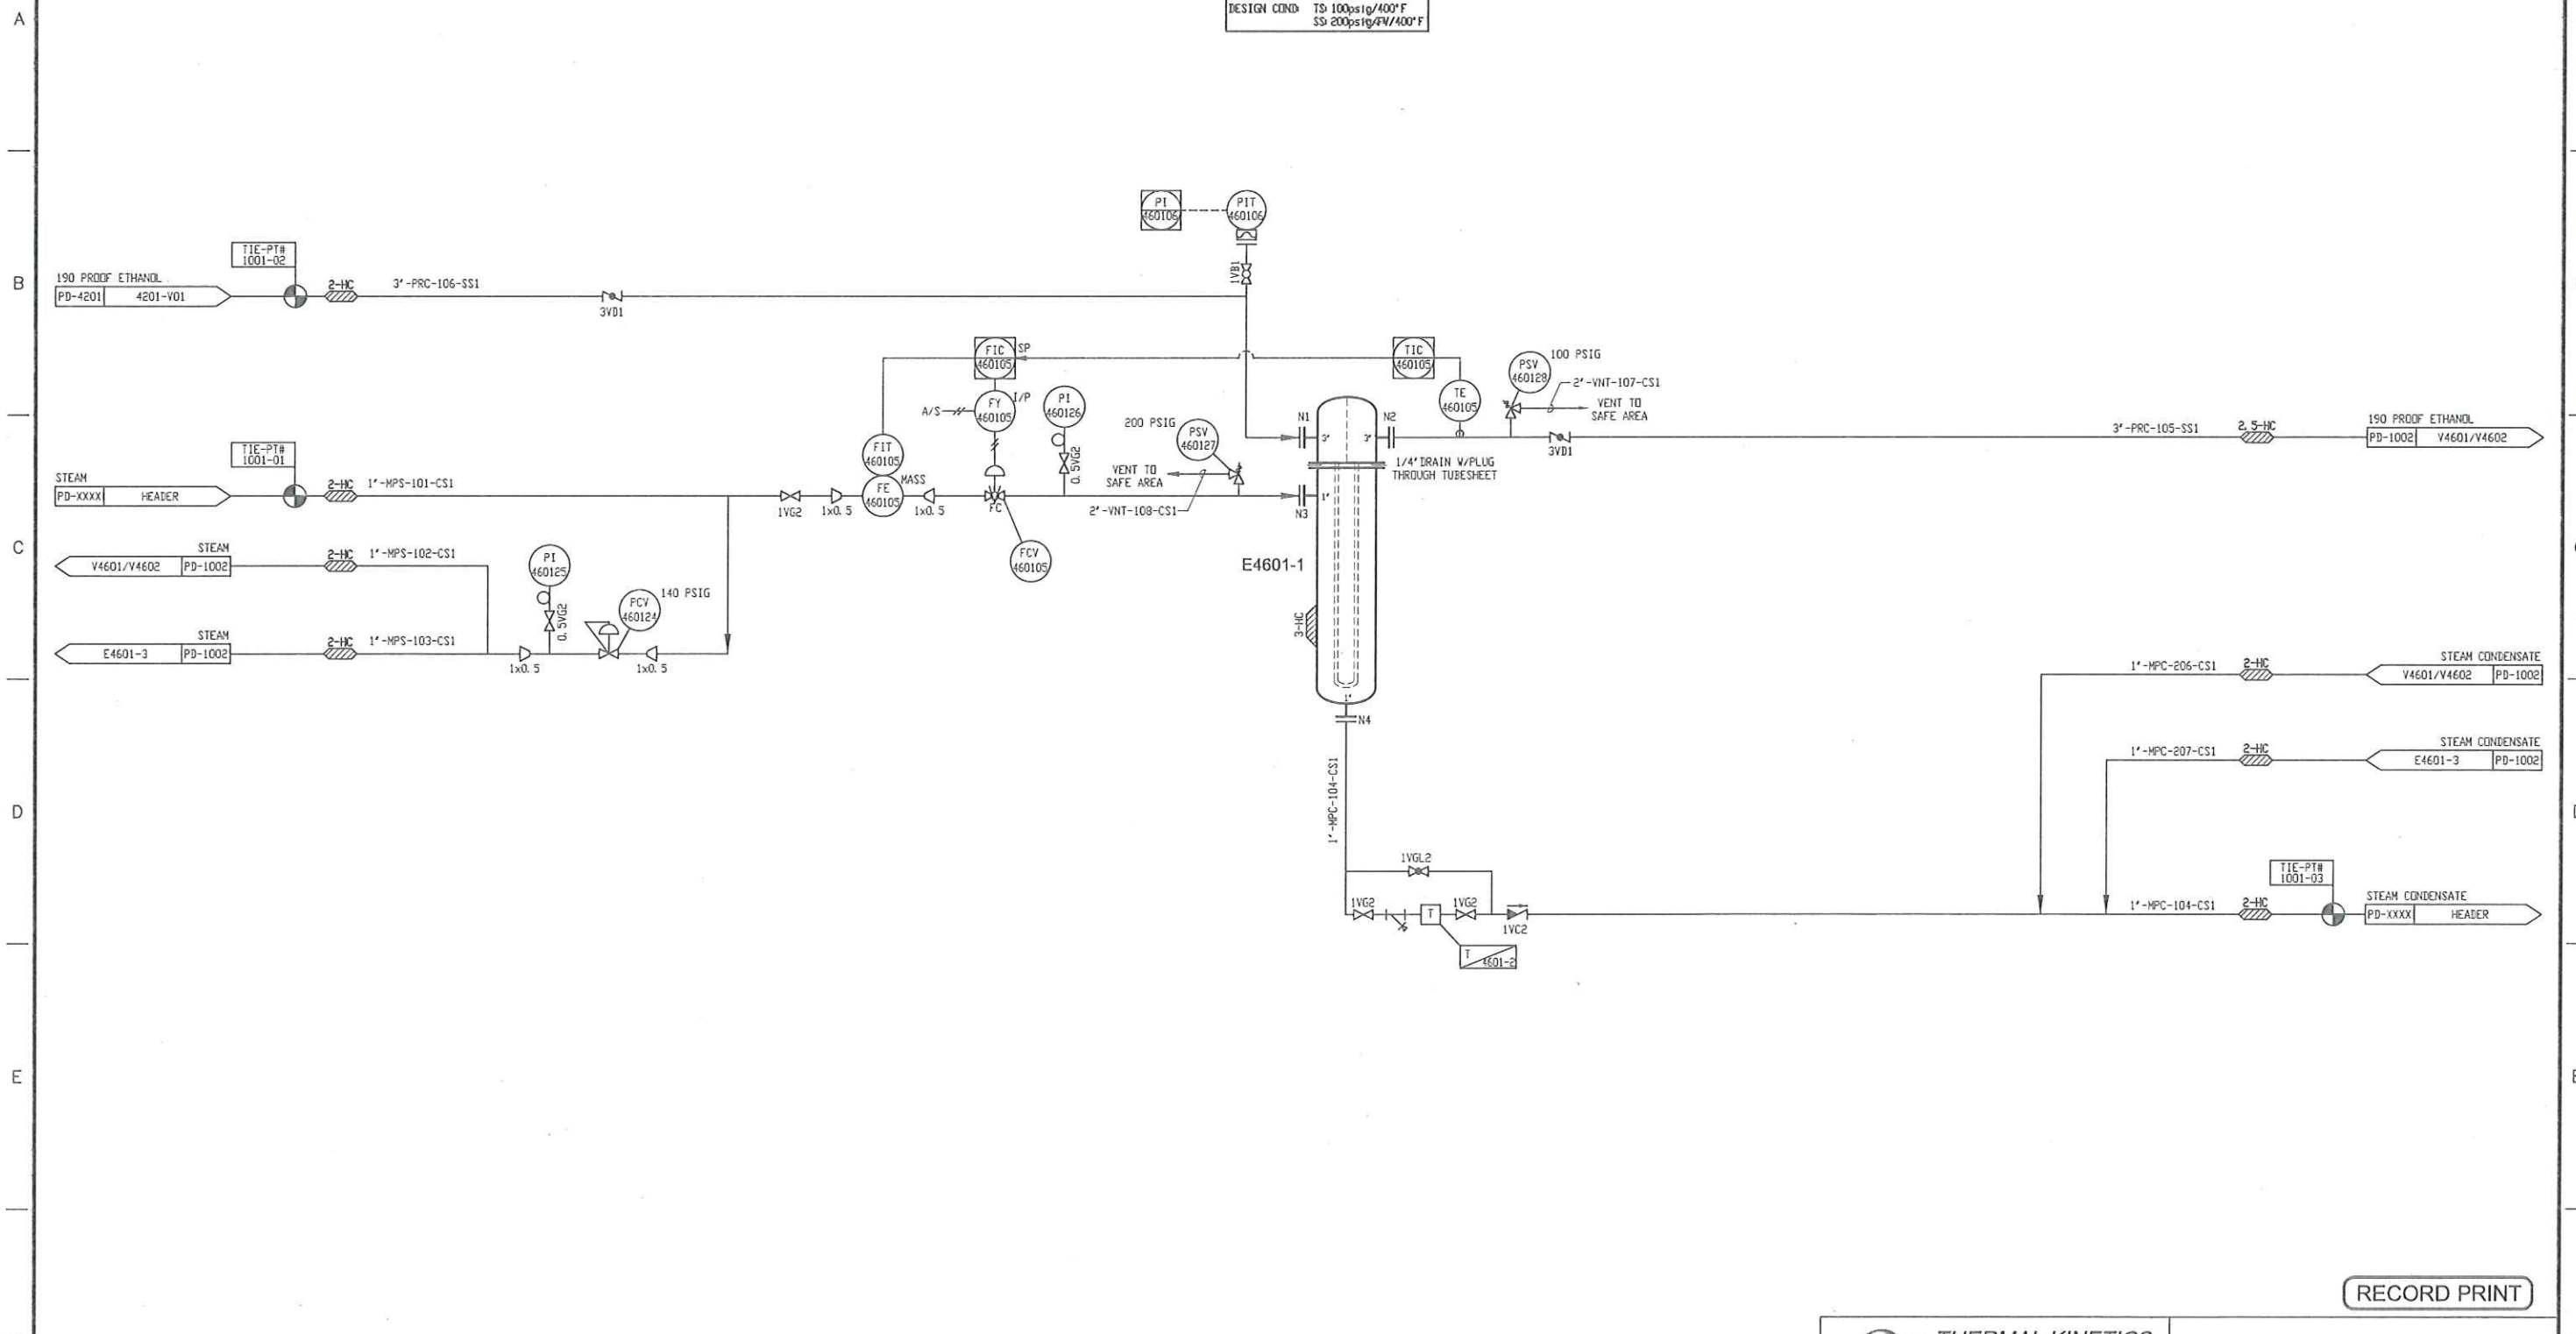 A
DESIGN COND: TS: 100psig/400°F
SS: 200psig/FV/400°F
PI
460106
PIT
460106
1VB1
TIE-PT#
1001-02
B
190 PROOF ETHANOL
PD-4201 4201-V01
2-HC
3"-PRC-106-SS1
3VD1
FIC
460105
SP
TIC
460105
PSV
460128
100 PSIG
2"-VNT-107-CS1
VENT TO
SAFE AREA
A/S
FY
460105
I/P
PI
460126
0.5VG2
TE
460105
200 PSIG
PSV
460127
N1
3"
3"
N2
3VD1
3"-PRC-105-SS1
2.5-HC
190 PROOF ETHANOL
PD-1002 V4601/V4602
TIE-PT#
1001-01
FIT
460105
VENT TO
SAFE AREA
1/4" DRAIN W/PLUG
THROUGH TUBESHEET
STEAM
PD-XXXX HEADER
2-HC
1"-MPS-101-CS1
1VG2
1x0.5
FE
460105
MASS
1x0.5
FC
2"-VNT-108-CS1
N3
1"
C
STEAM
V4601/V4602 PD-1002
2-HC
1"-MPS-102-CS1
PI
460125
0.5VG2
FCV
460105
E4601-1
PCV
460124
140 PSIG
3-HC
STEAM
E4601-3 PD-1002
2-HC
1"-MPS-103-CS1
1x0.5
1x0.5
1"
N4
1"-MPC-206-CS1
2-HC
STEAM CONDENSATE
V4601/V4602 PD-1002
1"-MPC-207-CS1
2-HC
STEAM CONDENSATE
E4601-3 PD-1002
D
1"-MPC-104-CS1
1VGL2
1VG2
T
1VG2
1VC2
T
4601-2
1"-MPC-104-CS1
2-HC
TIE-PT#
1001-03
STEAM CONDENSATE
PD-XXXX HEADER
E
RECORD PRINT
THERMAL KINETICS